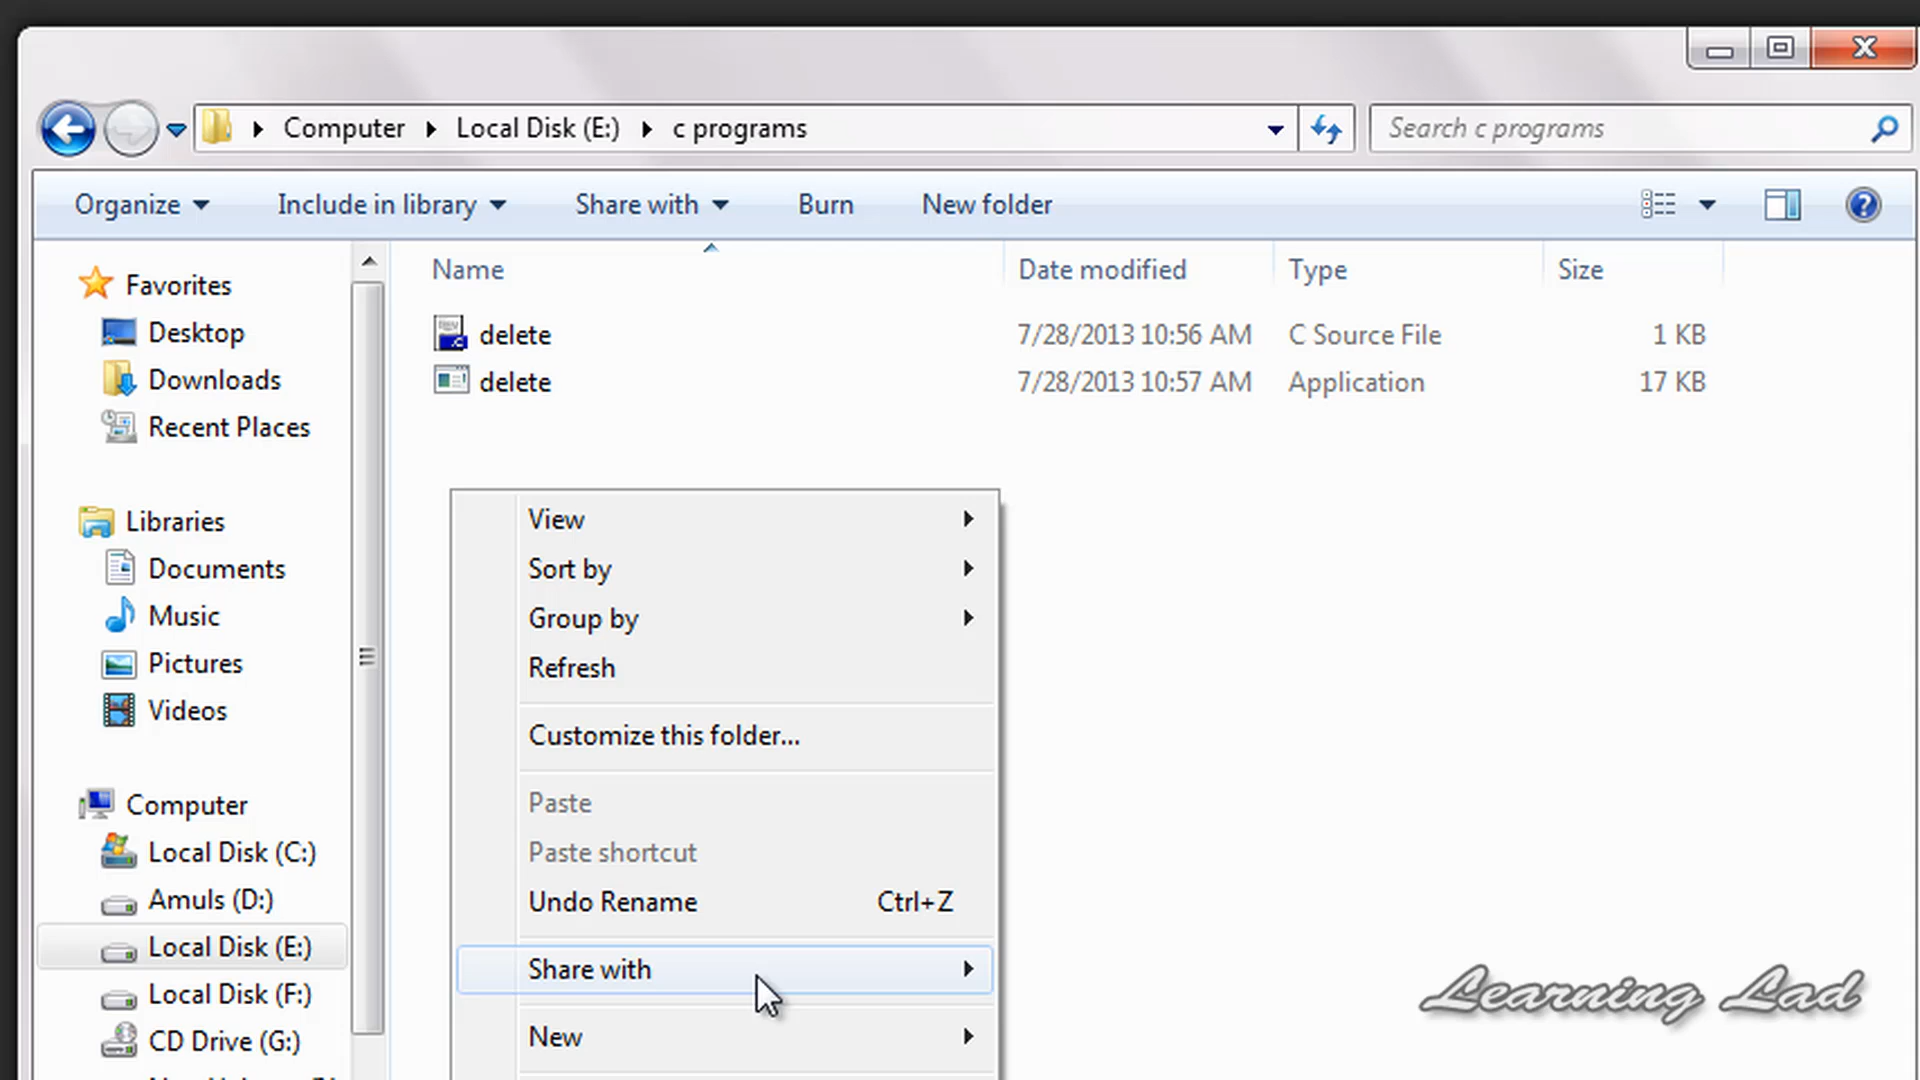 Computer Local Disk (E:) c programs
Search c programs
Organize Include in library Share with Burn New folder
Name Date modified Type Size
delete 7/28/2013 10:56 AM C Source File 1 KB
delete 7/28/2013 10:57 AM Application 17 KB
Favorites
Desktop
Downloads
Recent Places
Libraries
Documents
Music
Pictures
Videos
Computer
Local Disk (C:)
Amuls (D:)
Local Disk (E:)
Local Disk (F:)
CD Drive (G:)
View
Sort by
Group by
Refresh
Customize this folder...
Paste
Paste shortcut
Undo Rename Ctrl+Z
Share with
New
Learning Lad